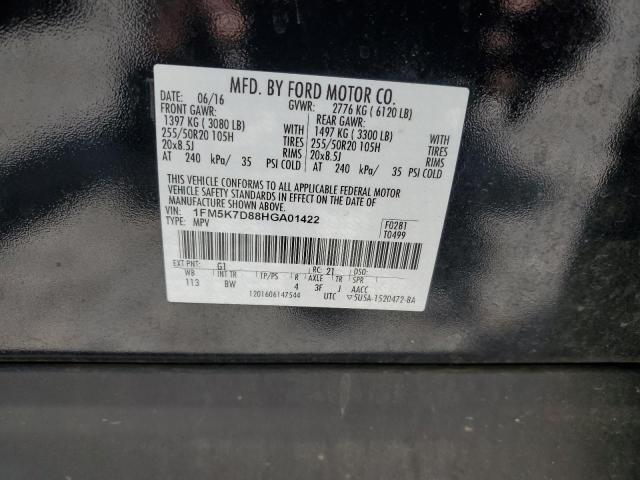 MFD. BY FORD MOTOR CO.
06/16 GVWR: 2776 KG ( 6120 LB)
FRONT GAWR: REAR GAWR:
1397 KG ( 3080 LB) WITH 1497 KG ( 3300 LB) WITH
255/50R20 105H TIRES 255/50R20 105H TIRES
20x8.5J RIMS 20x8.5J RIMS
AT 240 kPa/ 35 PSI COLD AT 240 kPa/ 35 PSI COLD
THIS VEHICLE CONFORMS TO ALL APPLICABLE FEDERAL MOTOR
VEHICLE SAFETY STANDARDS IN EFFECT ON THE DATE OF
MANUFACTURE SHOWN ABOVE.
VIN: 1FM5K7D88HGA01422 F0281
TYPE: MPV T0499
EXT PNT: G1 RC: 21 DSO:
WB INT TR TP/PS R AXLE TR SPR
113 BW 4 3F J AACC
1201606147544 UTC 5USA-1520472-BA